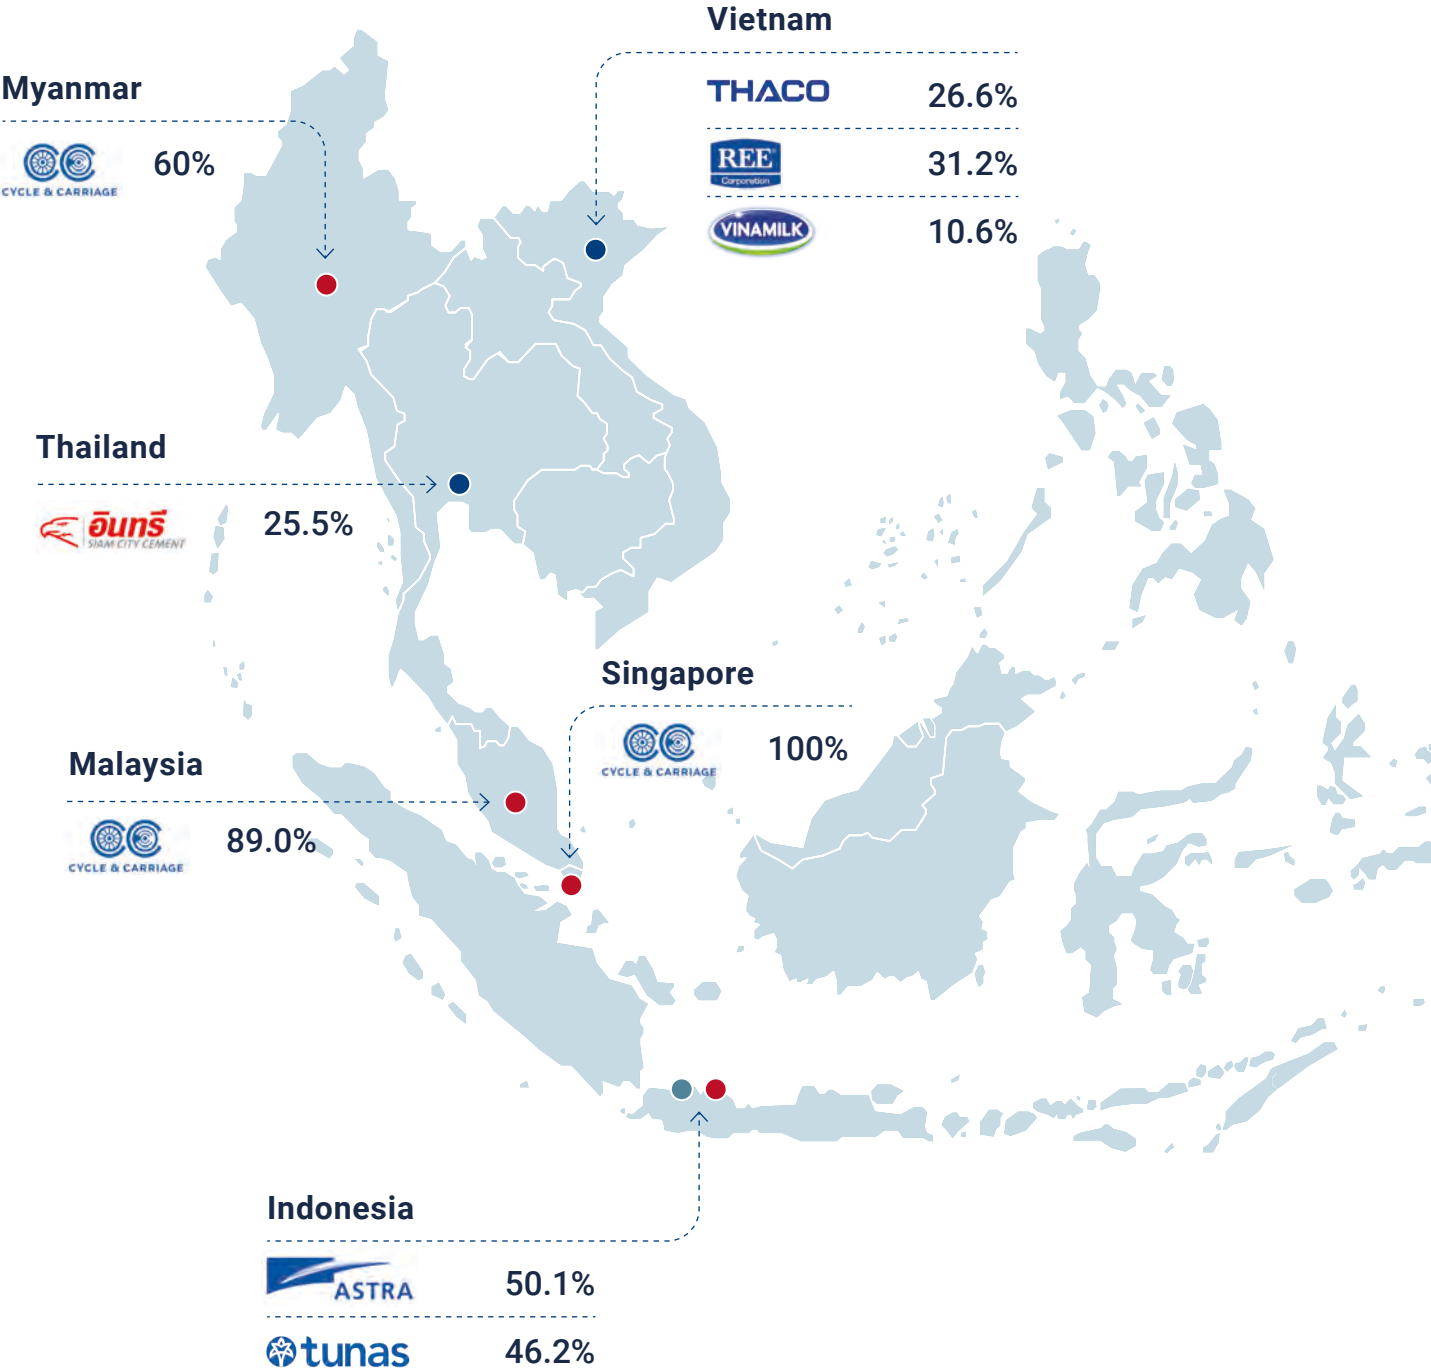 Vietnam
THACO 26.6%
REE
Corporation
31.2%
VINAMILK 10.6%
Myanmar
CYCLE & CARRIAGE
60%
Thailand
อินทรี
SIAM CITY CEMENT
25.5%
Singapore
CYCLE & CARRIAGE
100%
Malaysia
CYCLE & CARRIAGE
89.0%
Indonesia
ASTRA 50.1%
tunas 46.2%